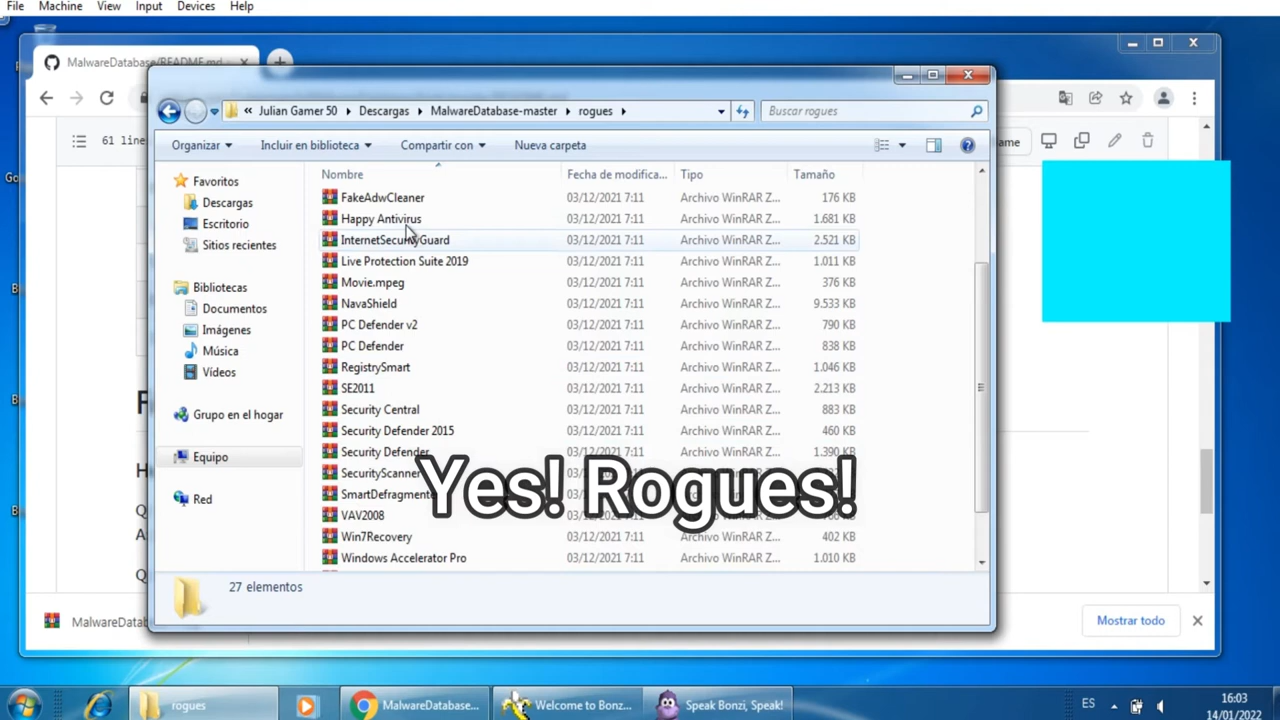 File Machine View Input Devices Help
MalwareDatabase/README.md
« Julian Gamer 50 Descargas MalwareDatabase-master rogues
Buscar rogues
61 line
ame
Organizar Incluir en biblioteca Compartir con Nueva carpeta
Nombre Fecha de modifica... Tipo Tamaño
Favoritos
Descargas
Escritorio
Sitios recientes
Bibliotecas
Documentos
Imágenes
Música
Vídeos
Grupo en el hogar
Equipo
Red
FakeAdwCleaner 03/12/2021 7:11 Archivo WinRAR Z... 176 KB
Happy Antivirus 03/12/2021 7:11 Archivo WinRAR Z... 1.681 KB
InternetSecurityGuard 03/12/2021 7:11 Archivo WinRAR Z... 2.521 KB
Live Protection Suite 2019 03/12/2021 7:11 Archivo WinRAR Z... 1.011 KB
Movie.mpeg 03/12/2021 7:11 Archivo WinRAR Z... 376 KB
NavaShield 03/12/2021 7:11 Archivo WinRAR Z... 9.533 KB
PC Defender v2 03/12/2021 7:11 Archivo WinRAR Z... 790 KB
PC Defender 03/12/2021 7:11 Archivo WinRAR Z... 838 KB
RegistrySmart 03/12/2021 7:11 Archivo WinRAR Z... 1.046 KB
SE2011 03/12/2021 7:11 Archivo WinRAR Z... 2.213 KB
Security Central 03/12/2021 7:11 Archivo WinRAR Z... 883 KB
Security Defender 2015 03/12/2021 7:11 Archivo WinRAR Z... 460 KB
Security Defender 03/12/2021 7:11 Archivo WinRAR Z... 1.390 KB
SecurityScanner
SmartDefragmente
VAV2008
Win7Recovery 03/12/2021 7:11 Archivo WinRAR Z... 402 KB
Windows Accelerator Pro 03/12/2021 7:11 Archivo WinRAR Z... 1.010 KB
Yes! Rogues!
27 elementos
MalwareDatab
Mostrar todo
rogues MalwareDatabase... Welcome to Bonz... Speak Bonzi, Speak! ES 16:03
14/01/2022